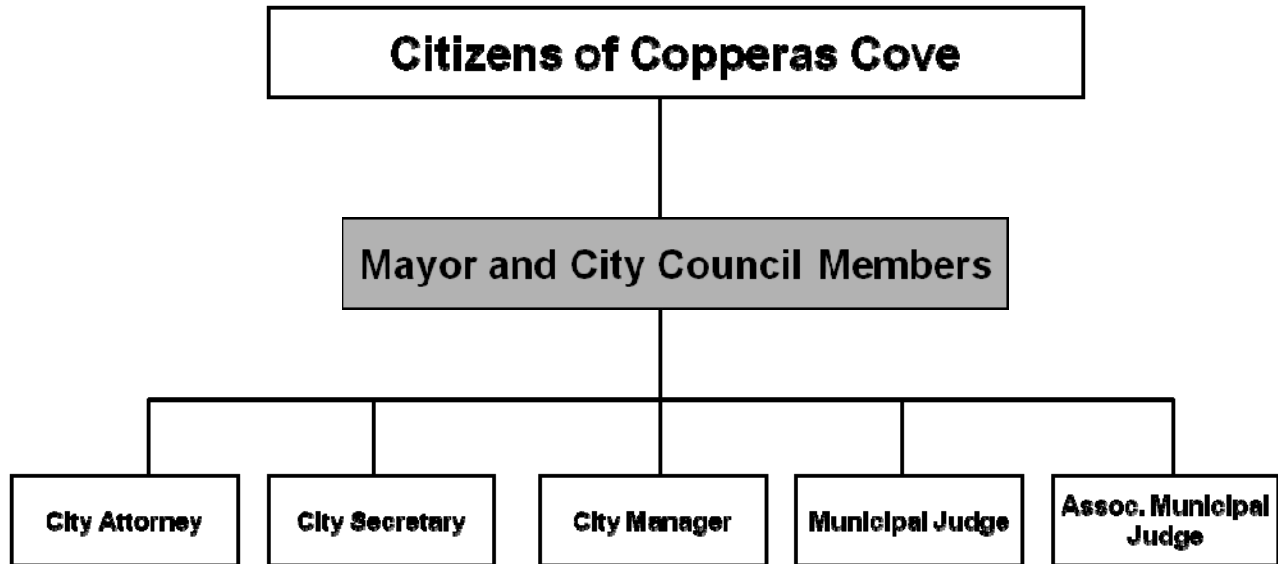 Citizens of Copperas Cove
Mayor and City Council Members
City Attorney
City Secretary
City Manager
Municipal Judge
Assoc. Municipal
Judge